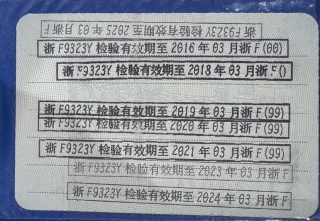 浙F9323Y 检验有效期至 2025 年 03 月浙F
浙 F9323Y 检验有效期至 2016 年 03 月浙 F(00)
浙 F9323Y 检验有效期至 2018 年 03 月浙F()
浙 F9323Y 检验有效期至 2019 年 03 月浙 F(99)
浙 F9323Y 检验有效期至 2020 年 03 月浙 F(99)
浙 F9323Y 检验有效期至 2021 年 03 月浙 F(99)
浙 F9323Y 检验有效期至 2023 年 03 月浙F
浙 F9323Y 检验有效期至 2024 年 03 月浙F